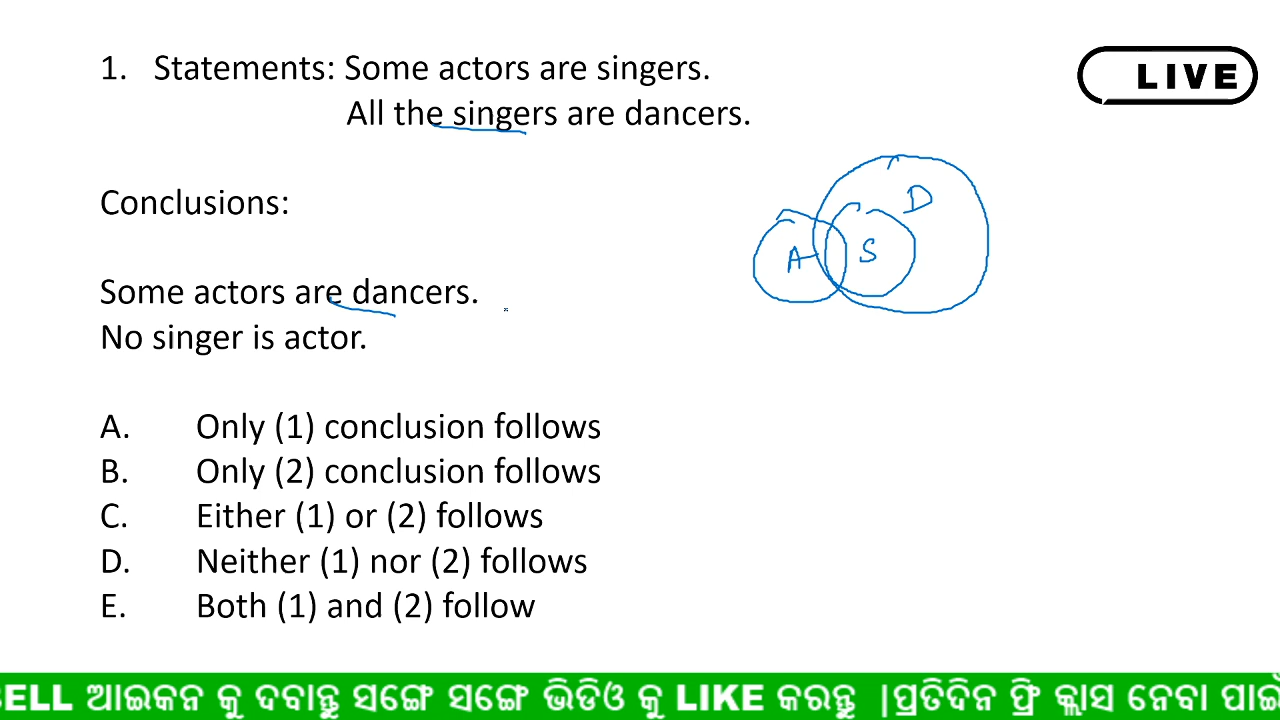 1. Statements: Some actors are singers.
All the singers are dancers.
LIVE
Conclusions:
D
A
S
Some actors are dancers.
No singer is actor.
A. Only (1) conclusion follows
B. Only (2) conclusion follows
C. Either (1) or (2) follows
D. Neither (1) nor (2) follows
E. Both (1) and (2) follow
ELL ଆଇକନ କୁ ଦବାନ୍ତୁ ସଙ୍ଗେ ସଙ୍ଗେ ଭିଡିଓ କୁ LIKE କରନ୍ତୁ |ପ୍ରତିଦିନ ଫ୍ରି କ୍ଲାସ ନେବା